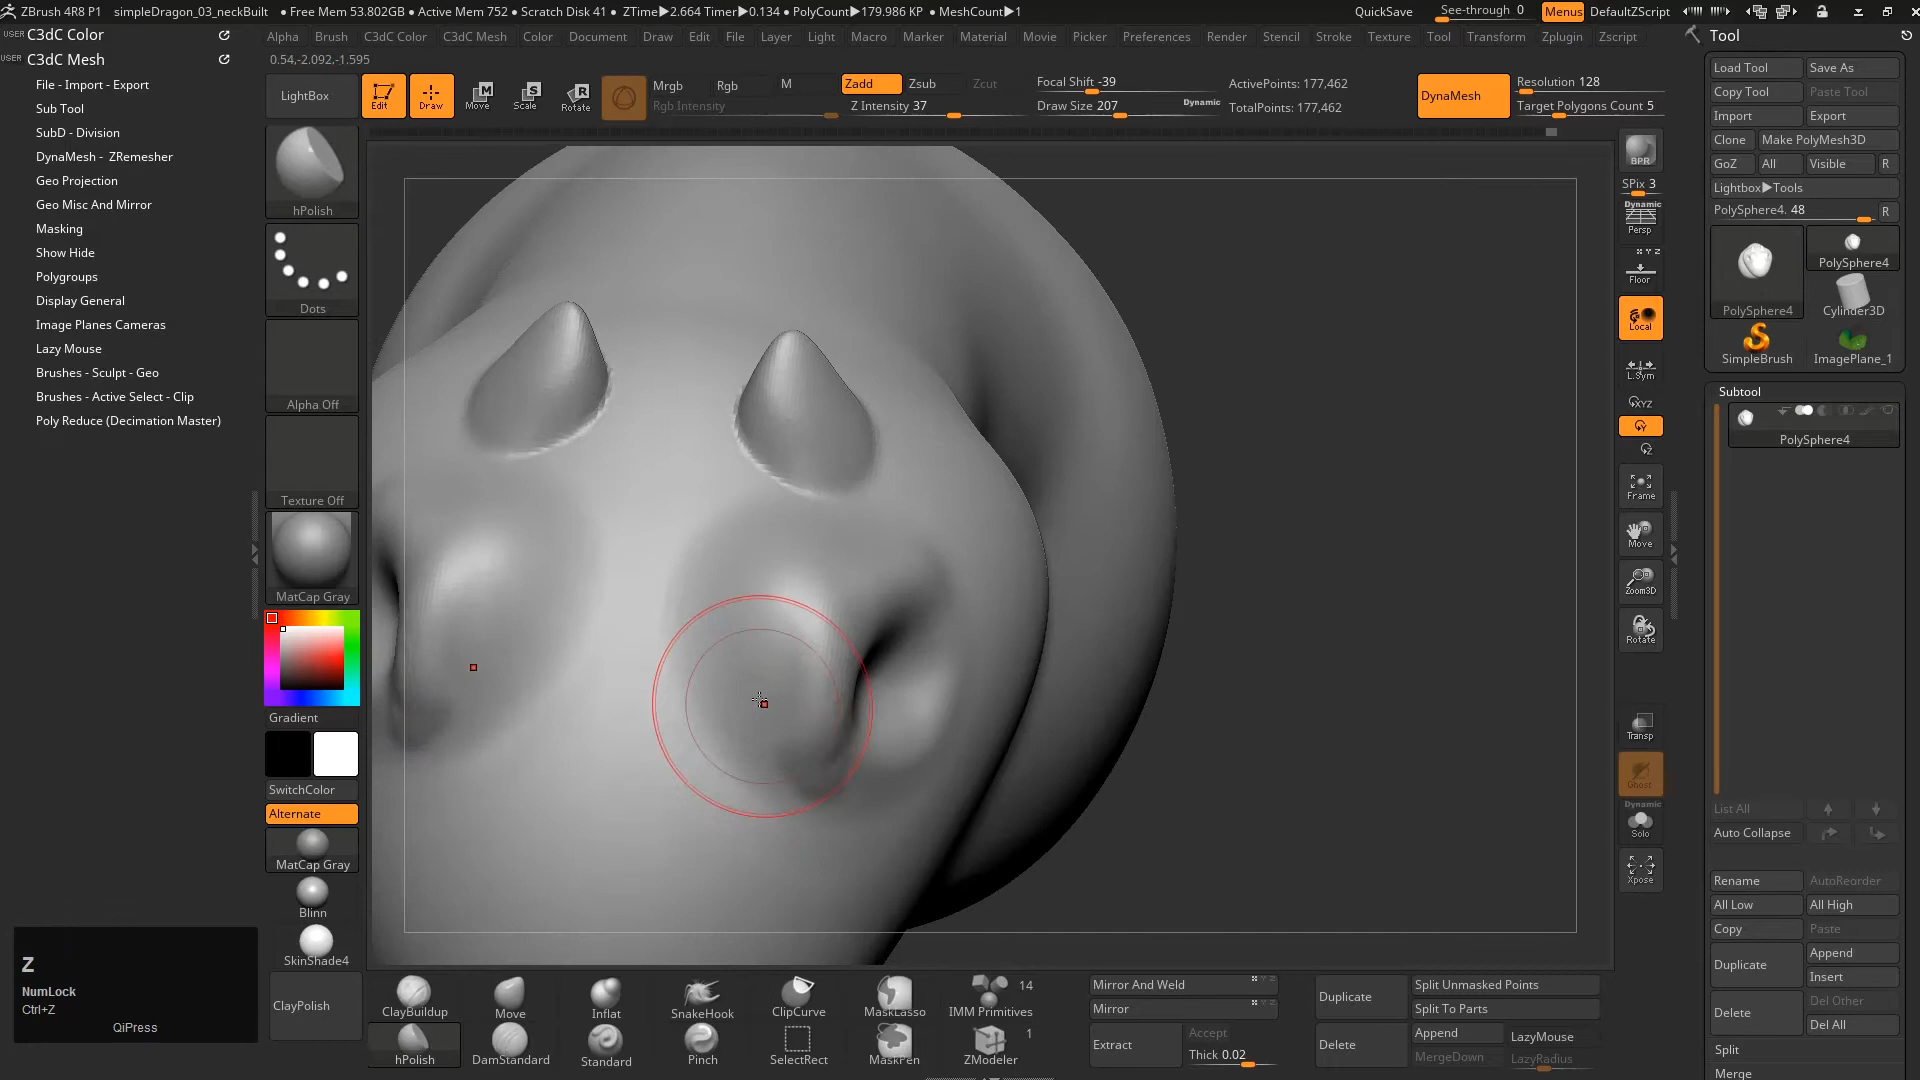 ZBrush 4R8 P1 simpleDragon_03_neckBuilt • Free Mem 53.802GB • Active Mem 752 • Scratch Disk 41 • ZTime▶2.664 Timer▶0.134 • PolyCount▶179.986 KP • MeshCount▶1 QuickSave See-through 0 Menus DefaultZScript
USER C3dC Color Alpha Brush C3dC Color C3dC Mesh Color Document Draw Edit File Layer Light Macro Marker Material Movie Picker Preferences Render Stencil Stroke Texture Tool Transform Zplugin Zscript Tool
USER C3dC Mesh 0.54,-2.092,-1.595
File - Import - Export
Sub Tool
SubD - Division
DynaMesh - ZRemesher
Geo Projection
Geo Misc And Mirror
Masking
Show Hide
Polygroups
Display General
Image Planes Cameras
Lazy Mouse
Brushes - Sculpt - Geo
Brushes - Active Select - Clip
Poly Reduce (Decimation Master)
LightBox Edit Draw Move Scale Rotate
M S R
Mrgb Rgb M Zadd Zsub Zcut
Rgb Intensity Z Intensity 37
Focal Shift -39
Draw Size 207 Dynamic
ActivePoints: 177,462
TotalPoints: 177,462
DynaMesh Resolution 128
Target Polygons Count 5
hPolish
Dots
Alpha Off
Texture Off
MatCap Gray
Gradient
SwitchColor
Alternate
MatCap Gray
Blinn
SkinShade4
ClayPolish
BPR
SPix 3
Dynamic
Persp
X Y Z
Floor
Local
L.Sym
XYZ
Y
Z
Frame
Move
Zoom3D
Rotate
Transp
Ghost
Dynamic
Solo
Xpose
Load Tool Save As
Copy Tool Paste Tool
Import Export
Clone Make PolyMesh3D
GoZ All Visible R
Lightbox▶Tools
PolySphere4. 48 R
PolySphere4
PolySphere4 Cylinder3D
SimpleBrush ImagePlane_1
Subtool
PolySphere4
List All
Auto Collapse
Rename AutoReorder
All Low All High
Copy Paste
Duplicate Append
Insert
Delete Del Other
Del All
Split
Merge
Z
NumLock
Ctrl+Z
QiPress
ClayBuildup Move Inflat SnakeHook ClipCurve MaskLasso IMM Primitives 14
hPolish DamStandard Standard Pinch SelectRect MaskPen ZModeler 1
Mirror And Weld
Mirror
Extract Accept
Thick 0.02
Duplicate Split Unmasked Points
Split To Parts
Delete Append LazyMouse
MergeDown LazyRadius